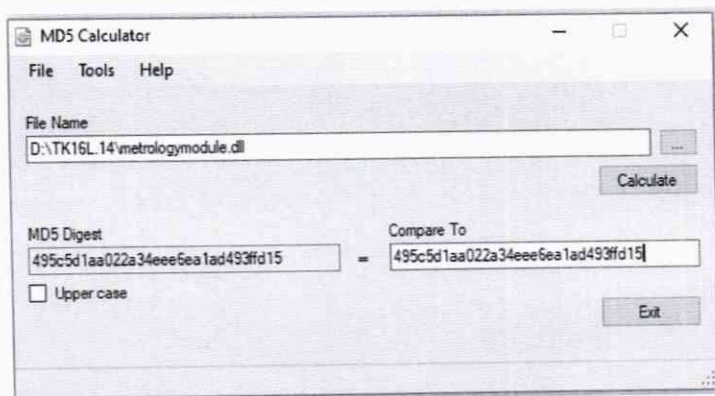 MD5 Calculator
File Tools Help
File Name
D:\TK16L.14\metrologymodule.dll
...
Calculate
MD5 Digest
Compare To
495c5d1aa022a34eee6ea1ad493ffd15 = 495c5d1aa022a34eee6ea1ad493ffd15
Upper case
Exit